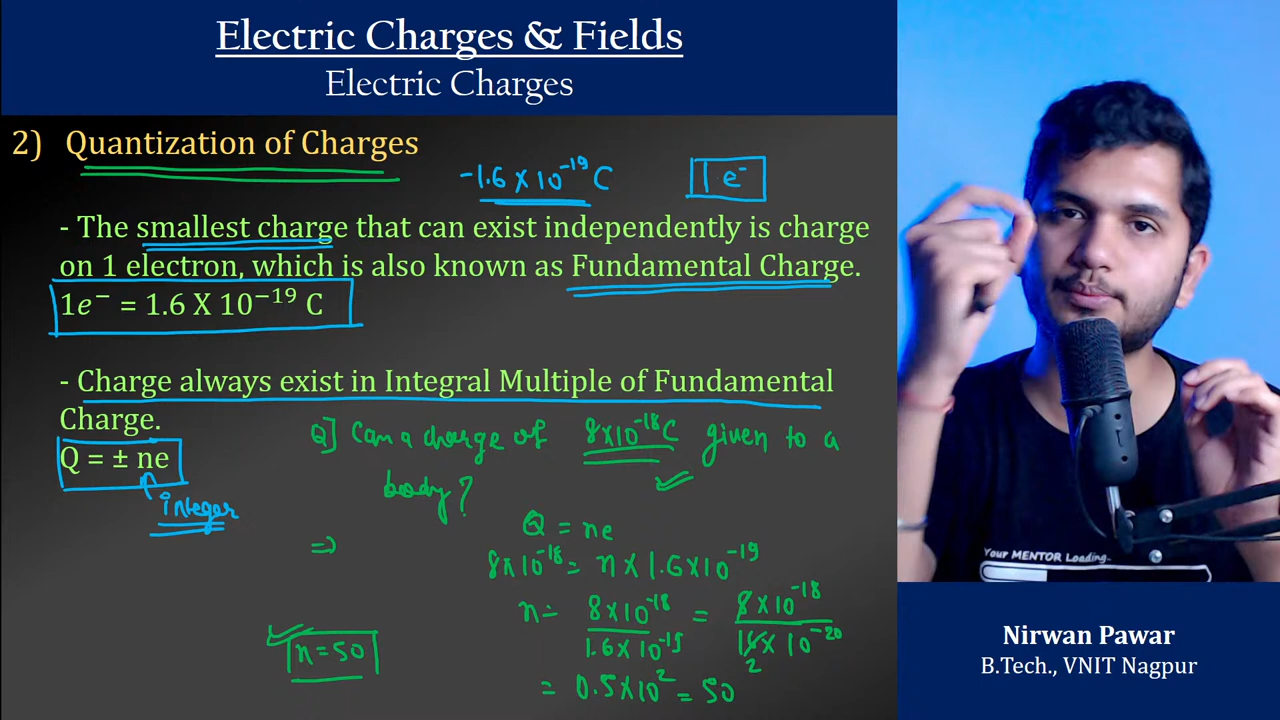 Electric Charges & Fields
Electric Charges
2) Quantization of Charges
-1.6 X 10⁻¹⁹ C
1 e⁻
- The smallest charge that can exist independently is charge
on 1 electron, which is also known as Fundamental Charge.
1e⁻ = 1.6 X 10⁻¹⁹ C
- Charge always exist in Integral Multiple of Fundamental
Charge.
Q = ± ne
integer
Q] Can a charge of 8x10⁻¹⁸C given to a
body?
⇒
Q = ne
8x10⁻¹⁸ = n x 1.6x10⁻¹⁹
n = 8x10⁻¹⁸ / 1.6x10⁻¹⁹ = 8x10⁻¹⁸ / 16x10⁻²⁰
2
= 0.5x10² = 50
n = 50
Your MENTOR Loading..
Nirwan Pawar
B.Tech., VNIT Nagpur